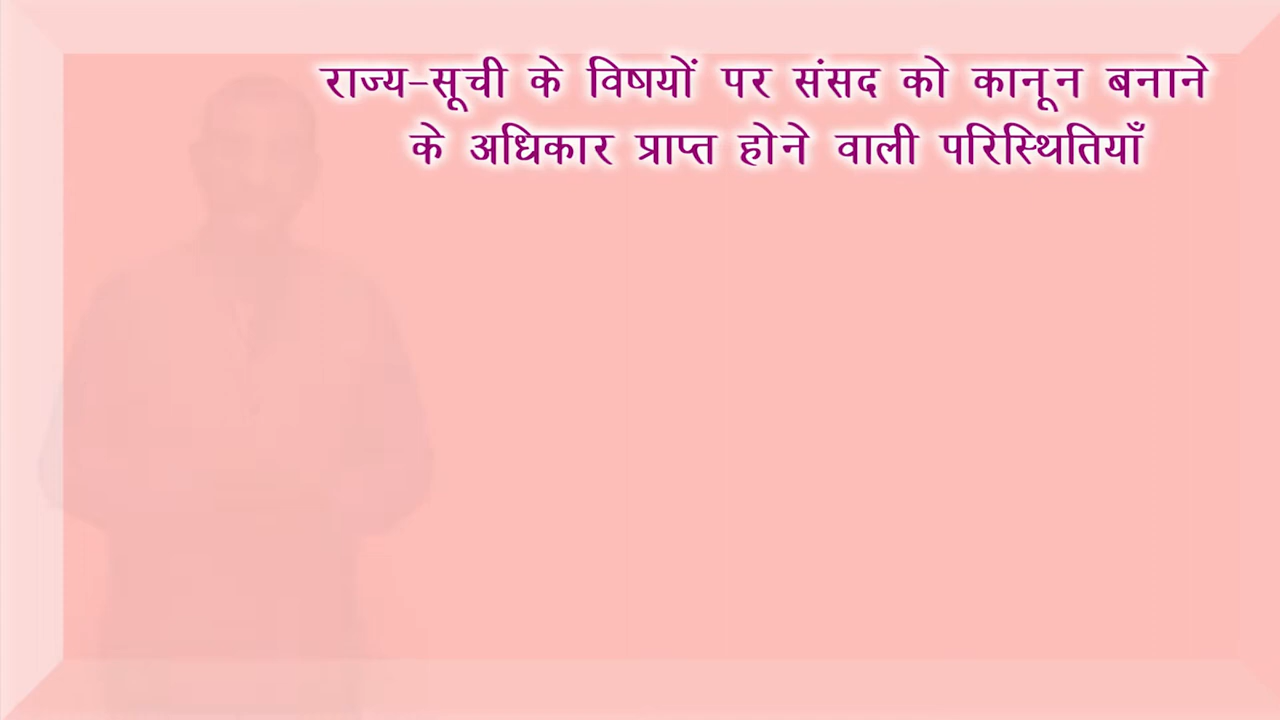 राज्य-सूची के विषयों पर संसद को कानून बनाने
के अधिकार प्राप्त होने वाली परिस्थितियाँ